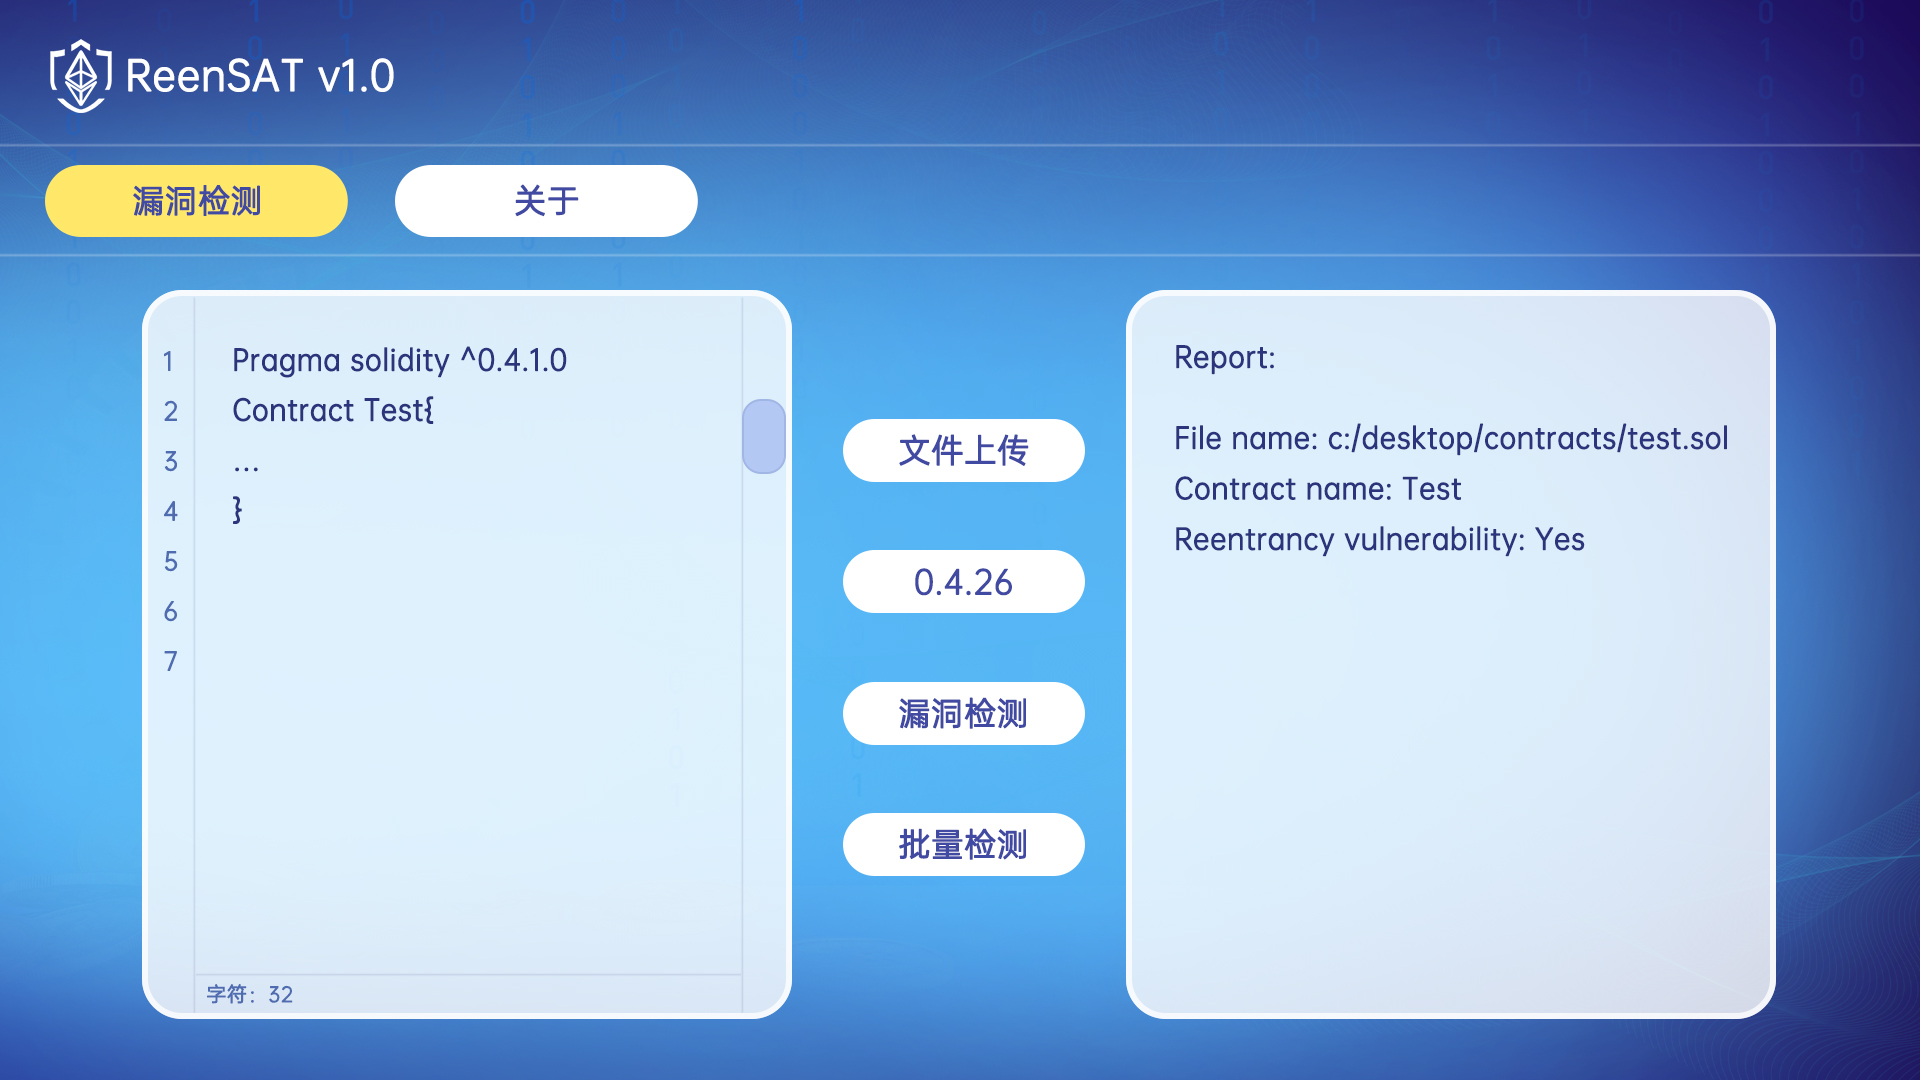 ReenSAT v1.0
漏洞检测
关于
1 Pragma solidity ^0.4.1.0
2 Contract Test{
3 ...
4 }
5
6
7
字符：32
文件上传
0.4.26
漏洞检测
批量检测
Report:
File name: c:/desktop/contracts/test.sol
Contract name: Test
Reentrancy vulnerability: Yes